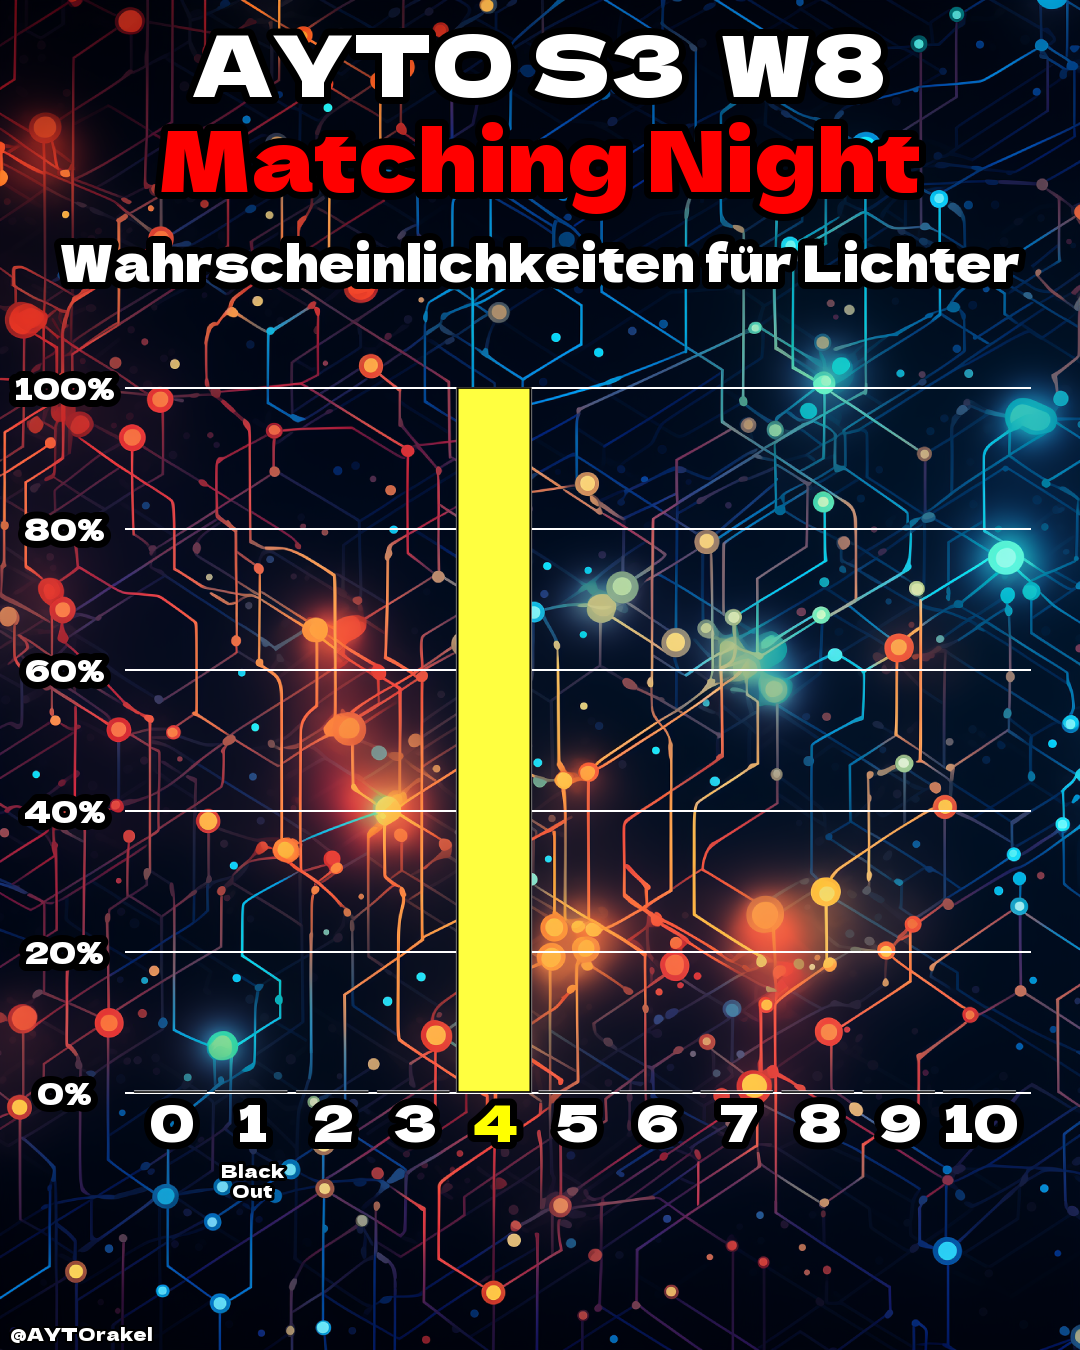 AYTO S3 W8
Matching Night
Wahrscheinlichkeiten für Lichter
100%
80%
60%
40%
20%
0%
0 1 2 3 4 5 6 7 8 9 10
Black
Out
@AYTOrakel